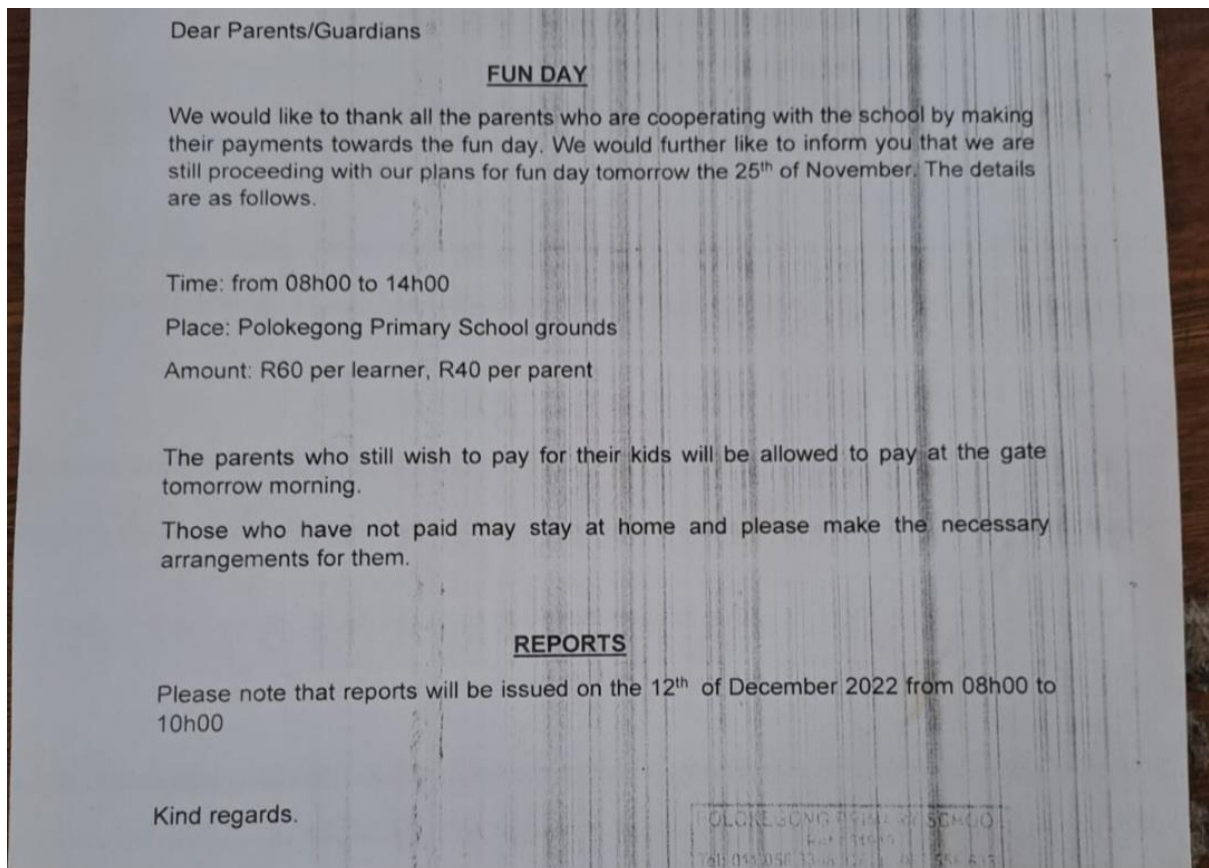 Dear Parents/Guardians
FUN DAY
We would like to thank all the parents who are cooperating with the school by making
their payments towards the fun day. We would further like to inform you that we are
still proceeding with our plans for fun day tomorrow the 25th of November. The details
are as follows.
Time: from 08h00 to 14h00
Place: Polokegong Primary School grounds
Amount: R60 per learner, R40 per parent
The parents who still wish to pay for their kids will be allowed to pay at the gate
tomorrow morning.
Those who have not paid may stay at home and please make the necessary
arrangements for them.
REPORTS
Please note that reports will be issued on the 12th of December 2022 from 08h00 to
10h00
Kind regards.